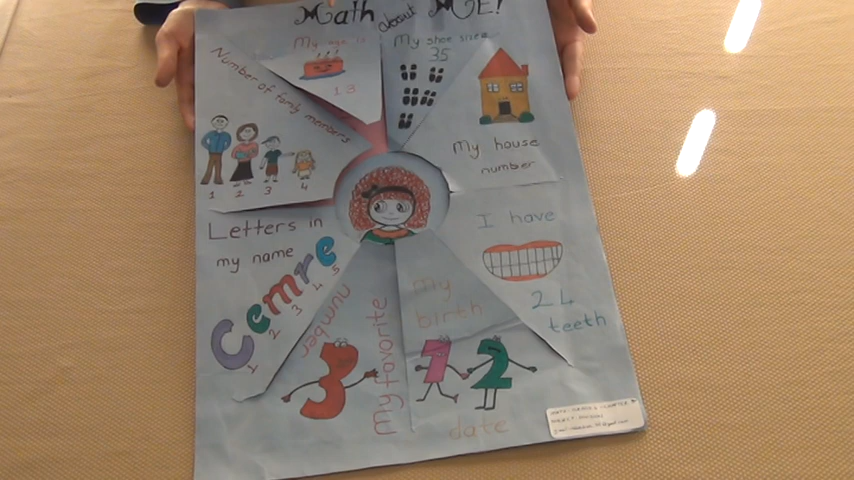 Math about ME!
My age is
13
My shoe size
35
My house
number
I have
24
teeth
My
birth
12
date
My favorite
number
3
Letters in
my name
Cemre
1 2 3 4 5
Number of family members
1 2 3 4